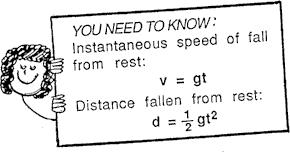 YOU NEED TO KNOW:
Instantaneous speed of fall
from rest:
v = gt
Distance fallen from rest:
d = ½ gt²